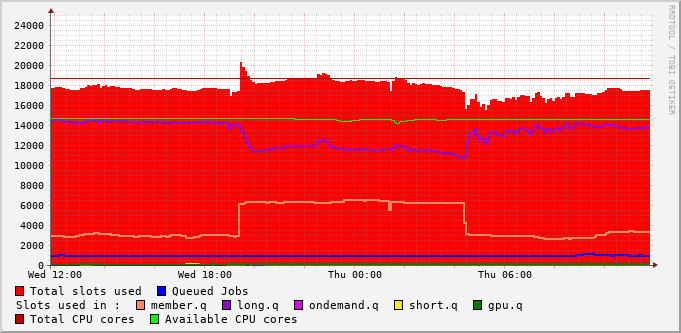 24000
22000
20000
18000
16000
14000
12000
10000
8000
6000
4000
2000
0
Wed 12:00 Wed 18:00 Thu 00:00 Thu 06:00
Total slots used Queued Jobs
Slots used in : member.q long.q ondemand.q short.q gpu.q
Total CPU cores Available CPU cores
RRDTOOL / TOBI OETIKER